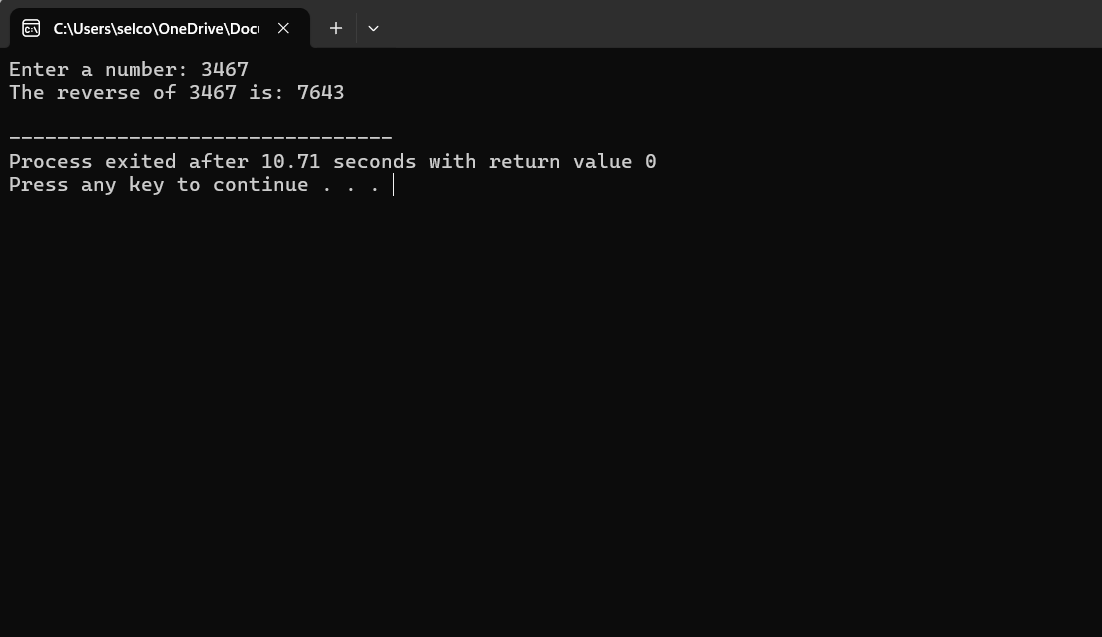 C:\Users\selco\OneDrive\Doc
Enter a number: 3467
The reverse of 3467 is: 7643
--------------------------------
Process exited after 10.71 seconds with return value 0
Press any key to continue . . .